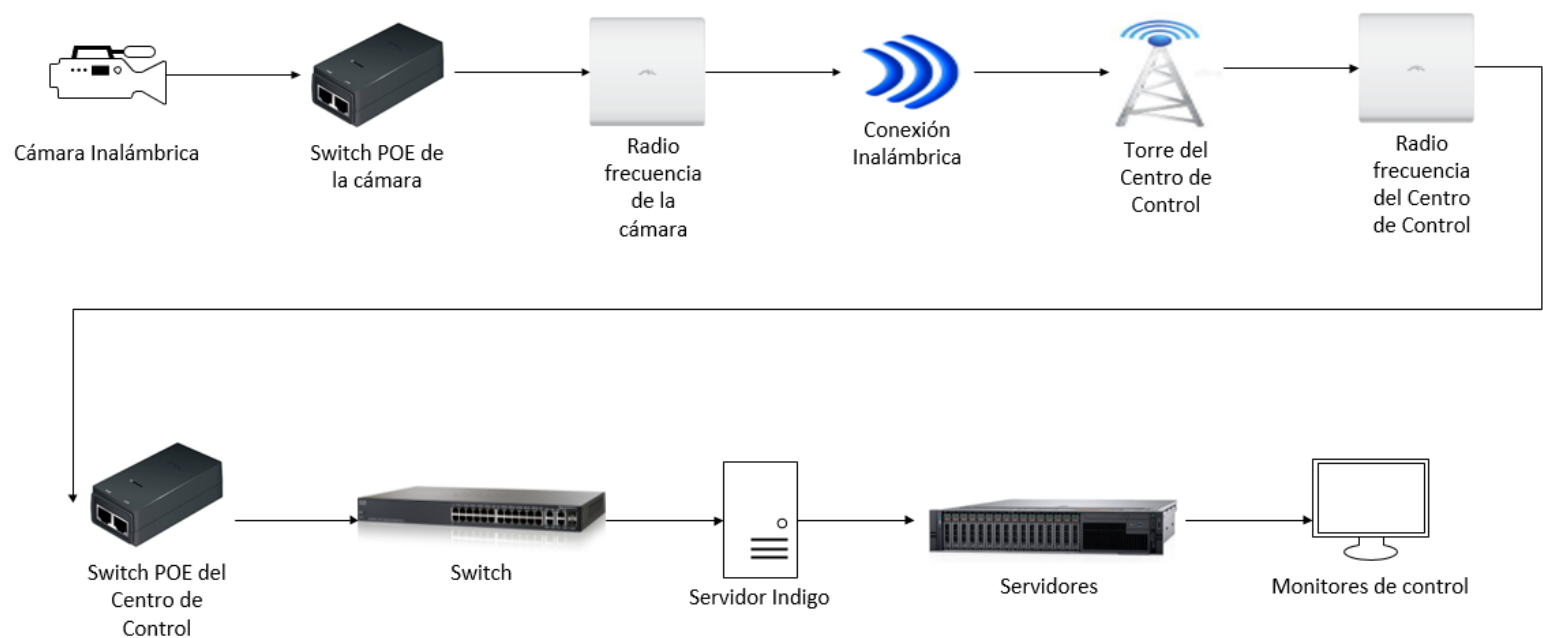 Cámara Inalámbrica
Switch POE de
la cámara
Radio
frecuencia
de la
cámara
Conexión
Inalámbrica
Torre del
Centro de
Control
Radio
frecuencia
del Centro
de Control
Switch POE del
Centro de
Control
Switch
Servidor Indigo
Servidores
Monitores de control